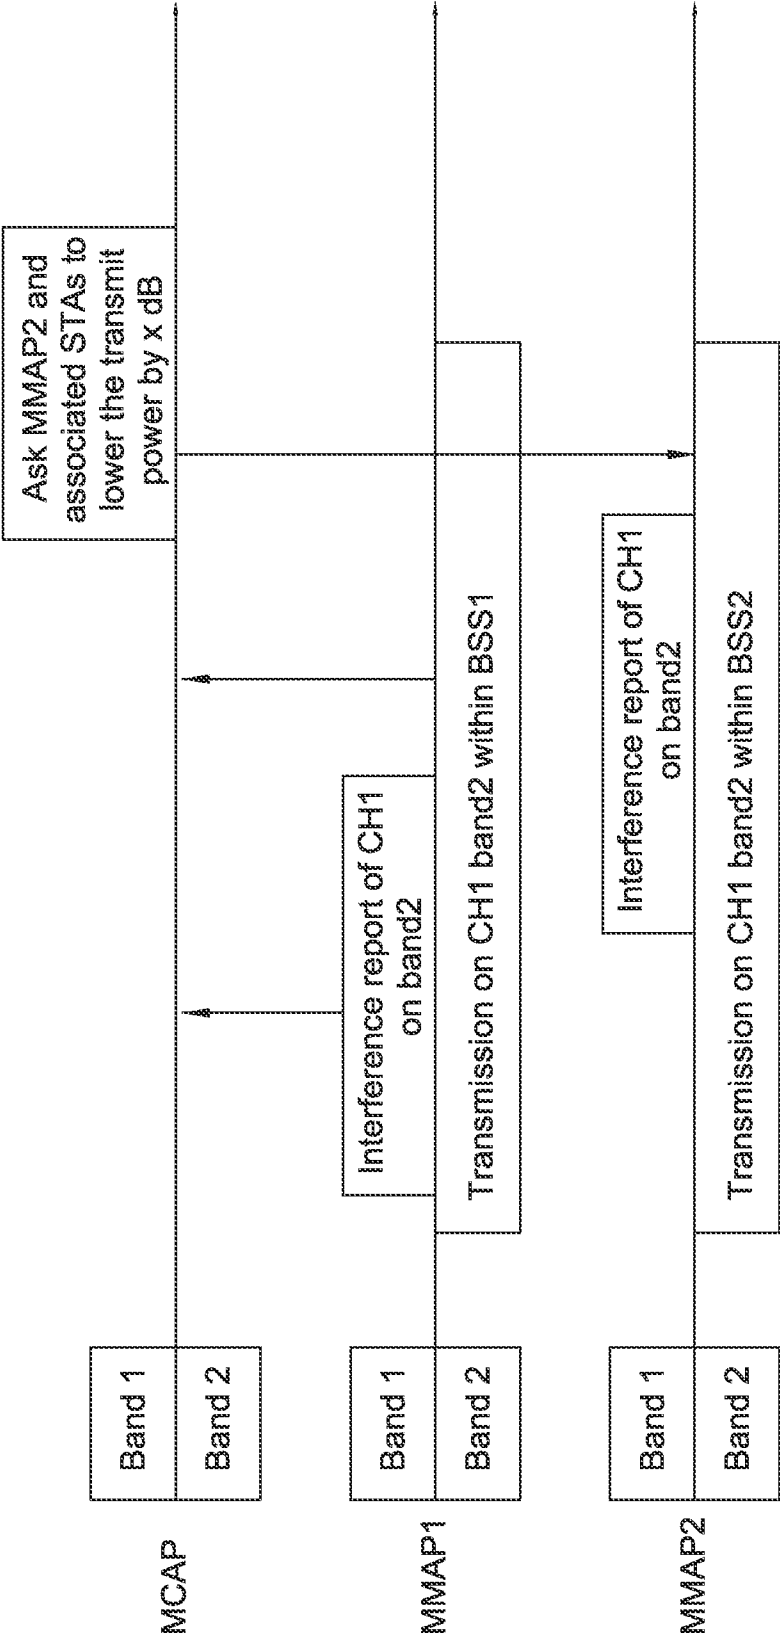 MCAP
Band 1
Band 2
Ask MMAP2 and
associated STAs to
lower the transmit
power by x dB
MMAP1
Band 1
Band 2
Interference report of CH1
on band2
Transmission on CH1 band2 within BSS1
MMAP2
Band 1
Band 2
Interference report of CH1
on band2
Transmission on CH1 band2 within BSS2